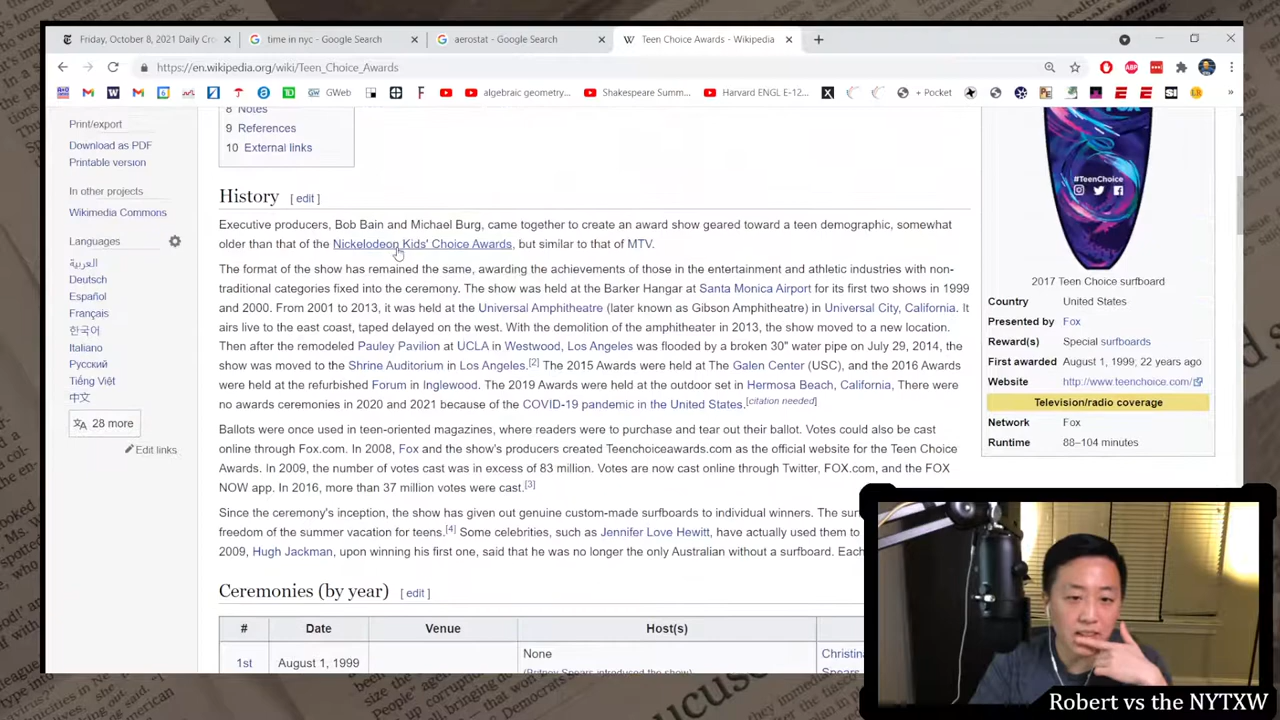 Friday, October 8, 2021 Daily Cro
time in nyc - Google Search
aerostat - Google Search
W Teen Choice Awards - Wikipedia
https://en.wikipedia.org/wiki/Teen_Choice_Awards
GWeb
algebraic geometry...
Shakespeare Summ...
Harvard ENGL E-12...
+ Pocket
8 Notes
9 References
10 External links
Print/export
Download as PDF
Printable version
In other projects
Wikimedia Commons
Languages
العربية
Deutsch
Español
Français
한국어
Italiano
Русский
Tiếng Việt
中文
28 more
Edit links
History [ edit ]
Executive producers, Bob Bain and Michael Burg, came together to create an award show geared toward a teen demographic, somewhat
older than that of the Nickelodeon Kids' Choice Awards, but similar to that of MTV.
The format of the show has remained the same, awarding the achievements of those in the entertainment and athletic industries with non-
traditional categories fixed into the ceremony. The show was held at the Barker Hangar at Santa Monica Airport for its first two shows in 1999
and 2000. From 2001 to 2013, it was held at the Universal Amphitheatre (later known as Gibson Amphitheatre) in Universal City, California. It
airs live to the east coast, taped delayed on the west. With the demolition of the amphitheater in 2013, the show moved to a new location.
Then after the remodeled Pauley Pavilion at UCLA in Westwood, Los Angeles was flooded by a broken 30" water pipe on July 29, 2014, the
show was moved to the Shrine Auditorium in Los Angeles.[2] The 2015 Awards were held at The Galen Center (USC), and the 2016 Awards
were held at the refurbished Forum in Inglewood. The 2019 Awards were held at the outdoor set in Hermosa Beach, California, There were
no awards ceremonies in 2020 and 2021 because of the COVID-19 pandemic in the United States.[citation needed]
Ballots were once used in teen-oriented magazines, where readers were to purchase and tear out their ballot. Votes could also be cast
online through Fox.com. In 2008, Fox and the show's producers created Teenchoiceawards.com as the official website for the Teen Choice
Awards. In 2009, the number of votes cast was in excess of 83 million. Votes are now cast online through Twitter, FOX.com, and the FOX
NOW app. In 2016, more than 37 million votes were cast.[3]
Since the ceremony's inception, the show has given out genuine custom-made surfboards to individual winners. The sur
freedom of the summer vacation for teens.[4] Some celebrities, such as Jennifer Love Hewitt, have actually used them to
2009, Hugh Jackman, upon winning his first one, said that he was no longer the only Australian without a surfboard. Each
Ceremonies (by year) [ edit ]
# Date Venue Host(s)
1st August 1, 1999 None Christin
(Britney Spears introduced the show) Spears
FOX
#TeenChoice
2017 Teen Choice surfboard
Country United States
Presented by Fox
Reward(s) Special surfboards
First awarded August 1, 1999, 22 years ago
Website http://www.teenchoice.com/
Television/radio coverage
Network Fox
Runtime 88–104 minutes
Robert vs the NYTXW